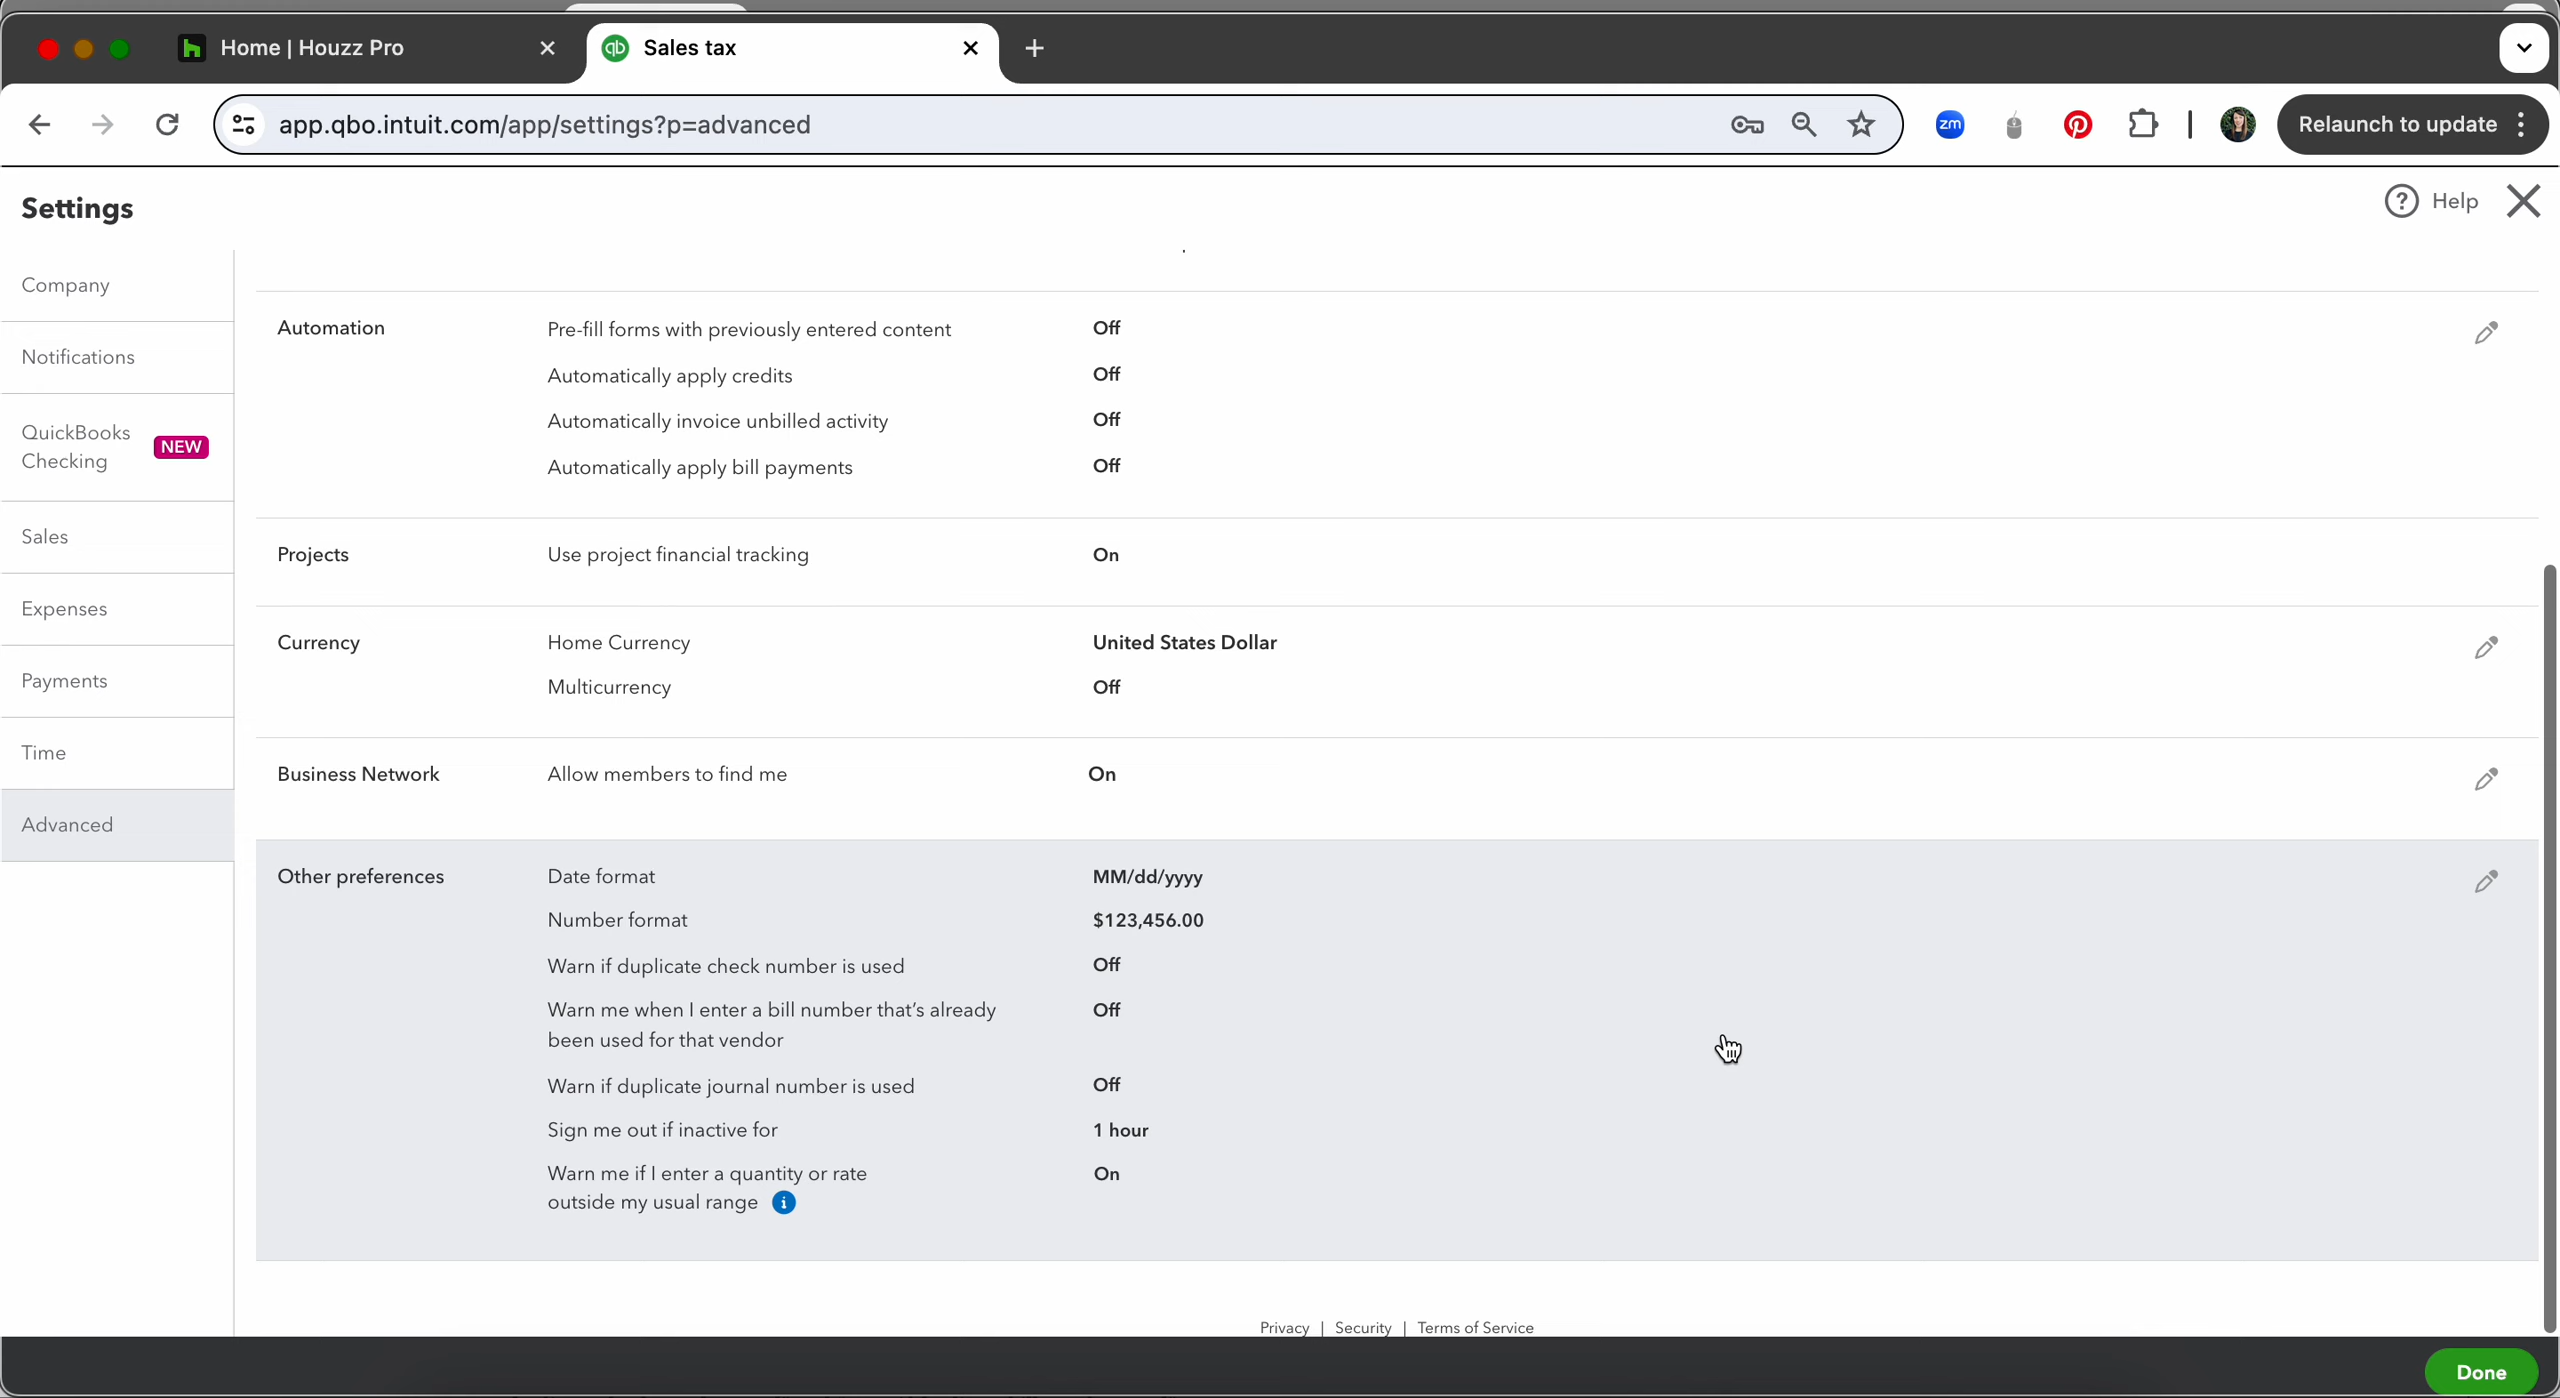 Home | Houzz Pro
qb Sales tax
app.qbo.intuit.com/app/settings?p=advanced
zm
Relaunch to update
Settings
Help
Company
Notifications
QuickBooks
Checking
NEW
Sales
Expenses
Payments
Time
Advanced
Automation
Pre-fill forms with previously entered content Off
Automatically apply credits Off
Automatically invoice unbilled activity Off
Automatically apply bill payments Off
Projects Use project financial tracking On
Currency Home Currency United States Dollar
Multicurrency Off
Business Network Allow members to find me On
Other preferences Date format MM/dd/yyyy
Number format $123,456.00
Warn if duplicate check number is used Off
Warn me when I enter a bill number that's already Off
been used for that vendor
Warn if duplicate journal number is used Off
Sign me out if inactive for 1 hour
Warn me if I enter a quantity or rate On
outside my usual range
Privacy | Security | Terms of Service
Done